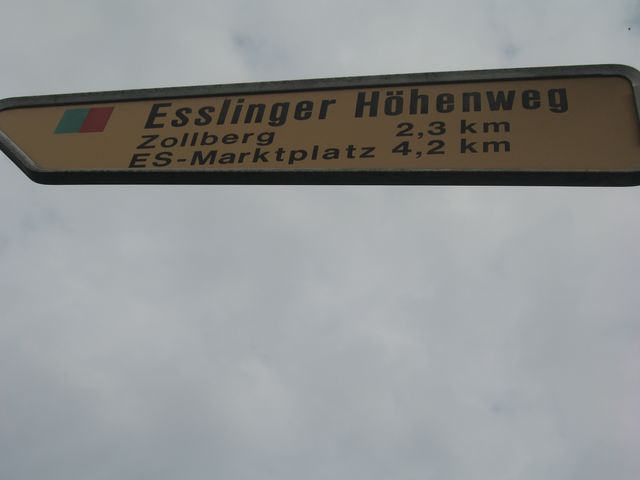 Esslinger Höhenweg
Zollberg 2,3 km
ES-Marktplatz 4,2 km